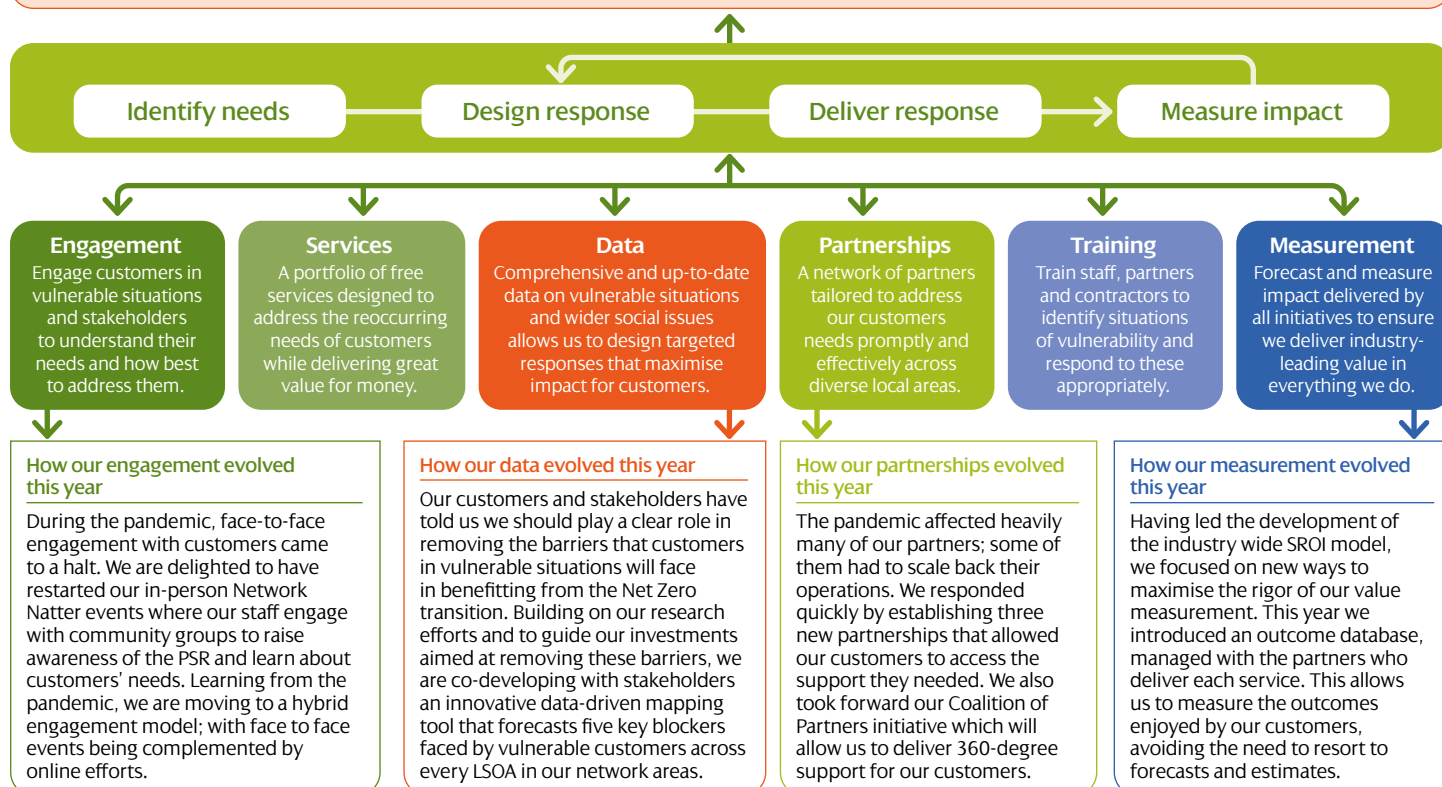 Identify needs
Design response
Deliver response
Measure impact
Engagement
Engage customers in
vulnerable situations
and stakeholders
to understand their
needs and how best
to address them.
Services
A portfolio of free
services designed to
address the reoccurring
needs of customers
while delivering great
value for money.
Data
Comprehensive and up-to-date
data on vulnerable situations
and wider social issues
allows us to design targeted
responses that maximise
impact for customers.
Partnerships
A network of partners
tailored to address
our customers
needs promptly and
effectively across
diverse local areas.
Training
Train staff, partners
and contractors to
identify situations
of vulnerability and
respond to these
appropriately.
Measurement
Forecast and measure
impact delivered by
all initiatives to ensure
we deliver industry-
leading value in
everything we do.
How our engagement evolved
this year
During the pandemic, face-to-face
engagement with customers came
to a halt. We are delighted to have
restarted our in-person Network
Natter events where our staff engage
with community groups to raise
awareness of the PSR and learn about
customers' needs. Learning from the
pandemic, we are moving to a hybrid
engagement model; with face to face
events being complemented by
online efforts.
How our data evolved this year
Our customers and stakeholders have
told us we should play a clear role in
removing the barriers that customers
in vulnerable situations will face
in benefitting from the Net Zero
transition. Building on our research
efforts and to guide our investments
aimed at removing these barriers, we
are co-developing with stakeholders
an innovative data-driven mapping
tool that forecasts five key blockers
faced by vulnerable customers across
every LSOA in our network areas.
How our partnerships evolved
this year
The pandemic affected heavily
many of our partners; some of
them had to scale back their
operations. We responded
quickly by establishing three
new partnerships that allowed
our customers to access the
support they needed. We also
took forward our Coalition of
Partners initiative which will
allow us to deliver 360-degree
support for our customers.
How our measurement evolved
this year
Having led the development of
the industry wide SROI model,
we focused on new ways to
maximise the rigor of our value
measurement. This year we
introduced an outcome database,
managed with the partners who
deliver each service. This allows
us to measure the outcomes
enjoyed by our customers,
avoiding the need to resort to
forecasts and estimates.